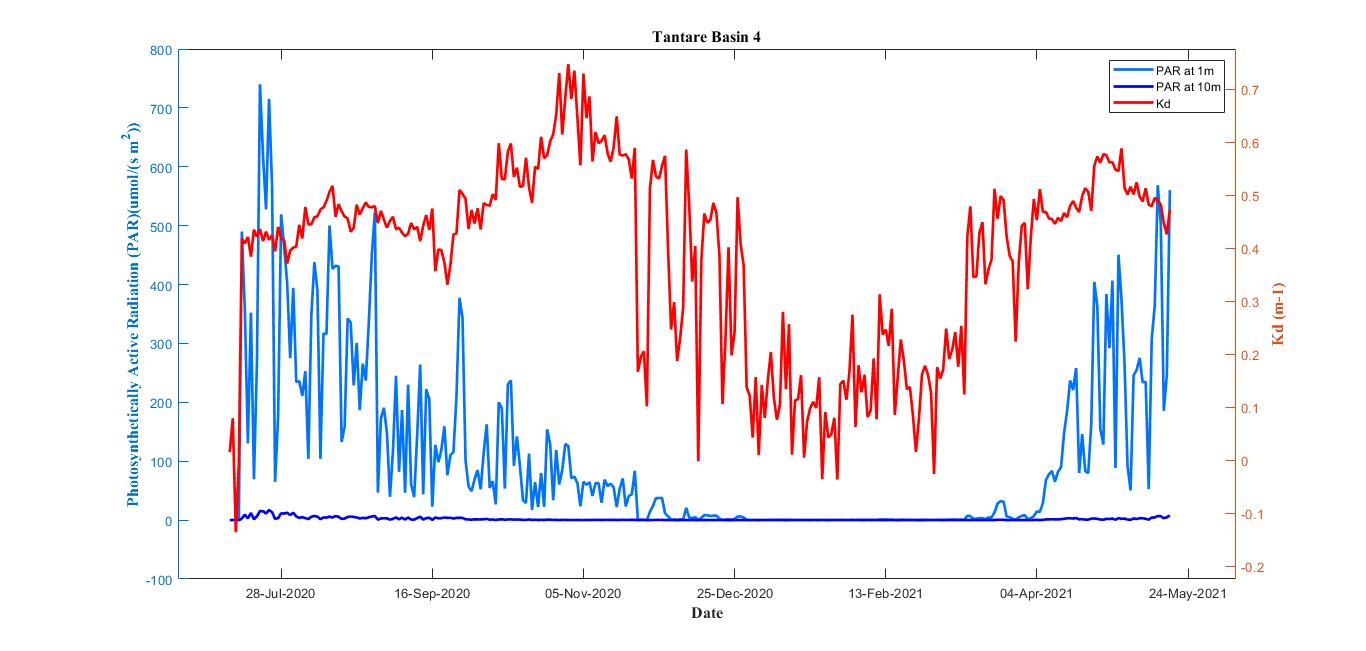 Tantare Basin 4
Photosynthetically Active Radiation (PAR)(umol/(s m²))
800
700
600
500
400
300
200
100
0
-100
PAR at 1m
PAR at 10m
Kd
0.7
0.6
0.5
0.4
0.3
0.2
0.1
0
-0.1
-0.2
Kd (m-1)
28-Jul-2020 16-Sep-2020 05-Nov-2020 25-Dec-2020 13-Feb-2021 04-Apr-2021 24-May-2021
Date